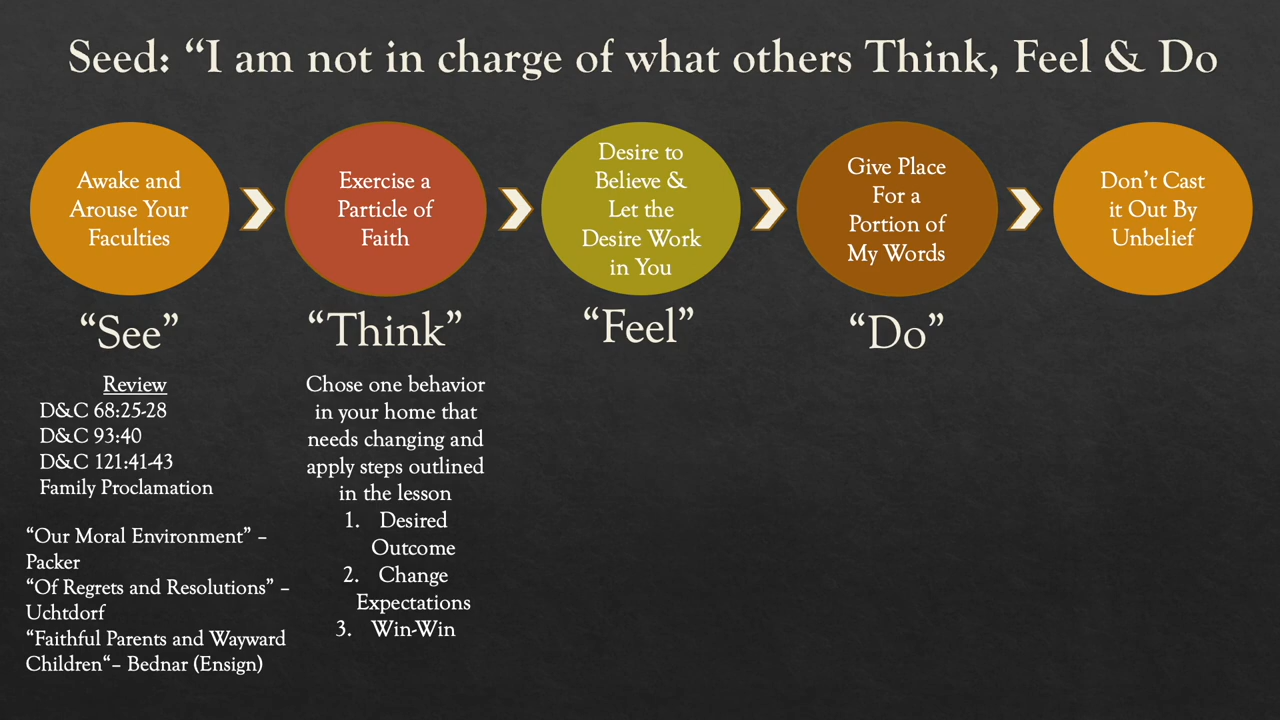 Seed: “I am not in charge of what others Think, Feel & Do
Awake and
Arouse Your
Faculties
Exercise a
Particle of
Faith
Desire to
Believe &
Let the
Desire Work
in You
Give Place
For a
Portion of
My Words
Don’t Cast
it Out By
Unbelief
“See”
“Think”
“Feel”
“Do”
Review
D&C 68:25-28
D&C 93:40
D&C 121:41-43
Family Proclamation
“Our Moral Environment” –
Packer
“Of Regrets and Resolutions” –
Uchtdorf
“Faithful Parents and Wayward
Children“– Bednar (Ensign)
Chose one behavior
in your home that
needs changing and
apply steps outlined
in the lesson
1. Desired
Outcome
2. Change
Expectations
3. Win-Win